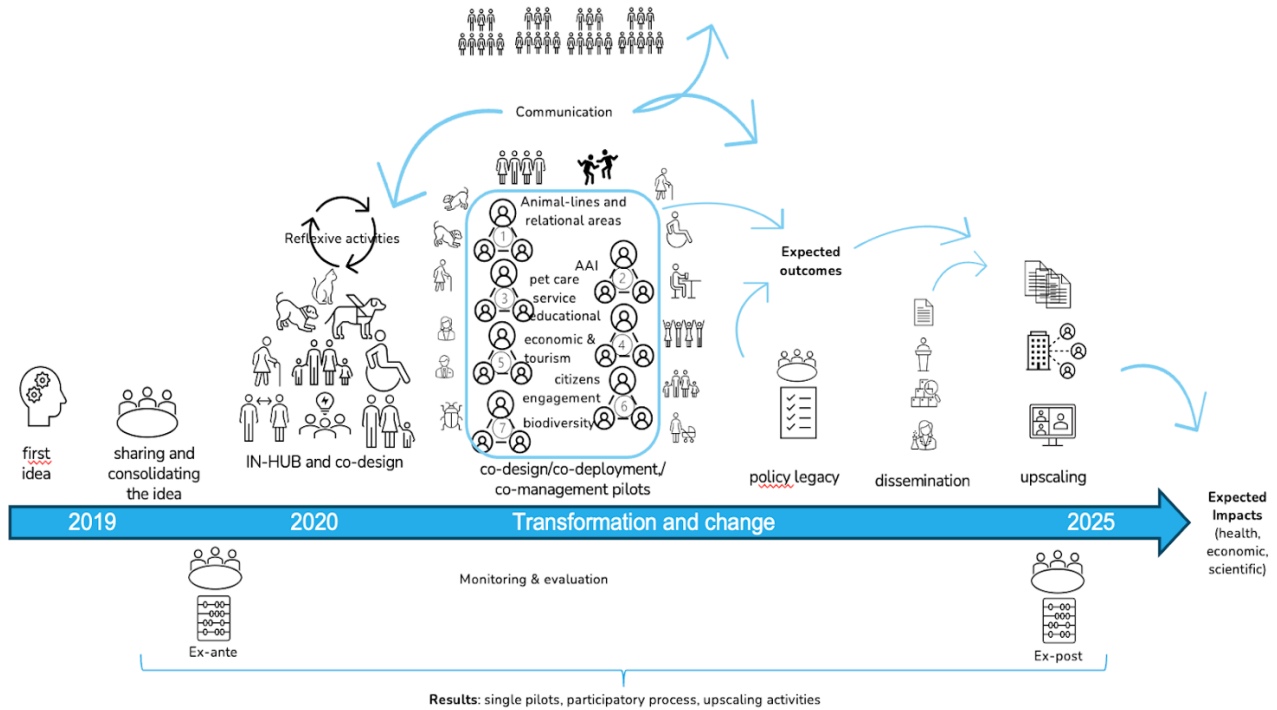 Communication
Reflexive activities
Animal-lines and
relational areas
1
AAI
2
pet care
service
3
educational
4
economic &
tourism
5
citizens
engagement
6
biodiversity
7
Expected
outcomes
first
idea
sharing and
consolidating
the idea
IN-HUB and co-design
co-design/co-deployment,/
co-management pilots
policy legacy
dissemination
upscaling
2019
2020
Transformation and change
2025
Expected
Impacts
(health,
economic,
scientific)
Monitoring & evaluation
Ex-ante
Ex-post
Results: single pilots, participatory process, upscaling activities